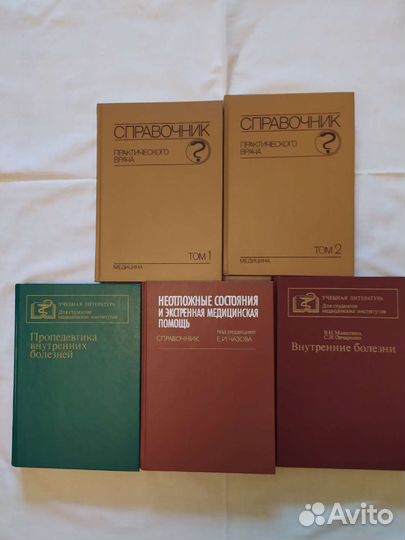 СПРАВОЧНИК
ПРАКТИЧЕСКОГО
ВРАЧА
?
ТОМ 1
МЕДИЦИНА
СПРАВОЧНИК
ПРАКТИЧЕСКОГО
ВРАЧА
?
ТОМ 2
МЕДИЦИНА
УЧЕБНАЯ ЛИТЕРАТУРА
Для студентов
медицинских институтов
Пропедевтика
внутренних
болезней
НЕОТЛОЖНЫЕ СОСТОЯНИЯ
И ЭКСТРЕННАЯ МЕДИЦИНСКАЯ
ПОМОЩЬ
СПРАВОЧНИК
под редакцией
Е.И.ЧАЗОВА
УЧЕБНАЯ ЛИТЕРАТУРА
Для студентов
медицинских институтов
В.И. Маколкин
С.И. Овчаренко
Внутренние болезни
Avito